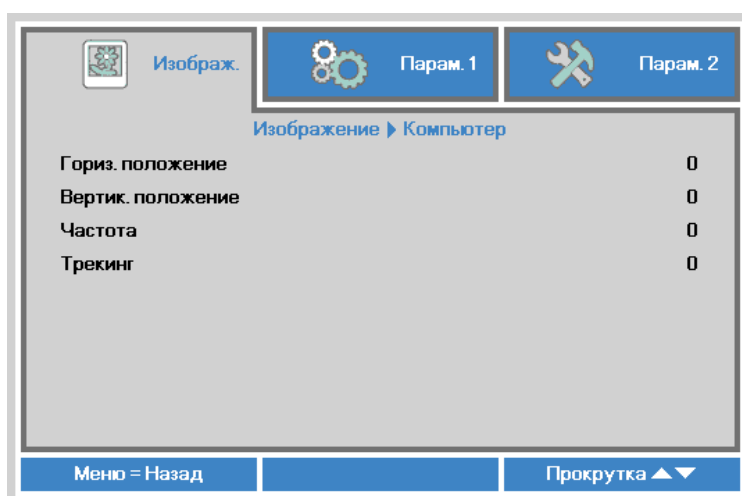 Изображ.
Парам. 1
Парам. 2
Изображение ▶ Компьютер
Гориз. положение 0
Вертик. положение 0
Частота 0
Трекинг 0
Меню = Назад
Прокрутка ▲▼